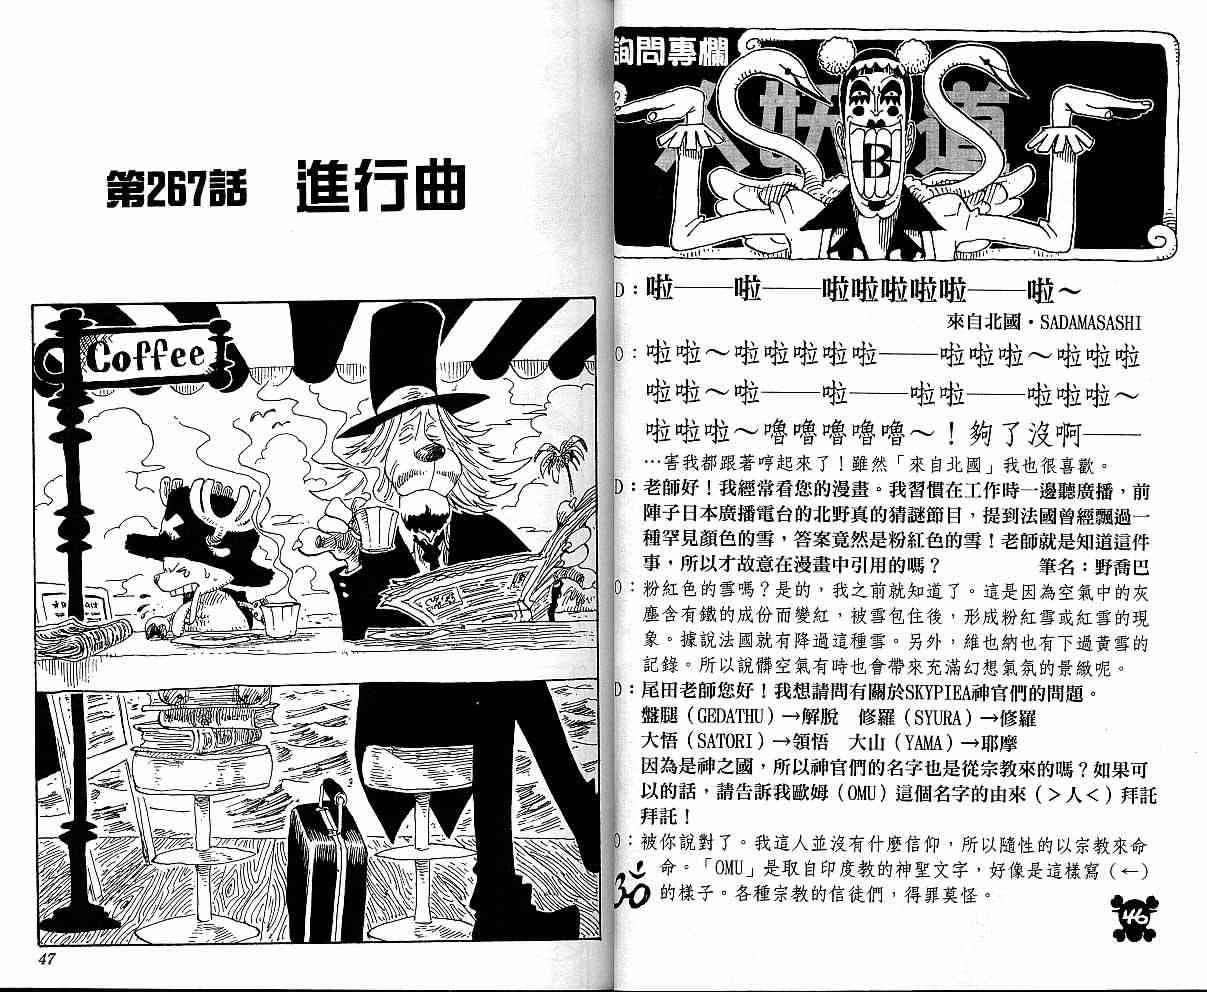 詢問專欄
人妖道
B
D：啦——啦——啦啦啦啦啦——啦～
來自北國・SADAMASASHI
O：啦啦～啦啦啦啦啦——啦啦啦～啦啦啦
啦啦～啦——啦——啦啦——啦啦啦～
啦啦啦～嚕嚕嚕嚕嚕～！夠了沒啊——
…害我都跟著哼起來了！雖然「來自北國」我也很喜歡。
D：老師好！我經常看您的漫畫。我習慣在工作時一邊聽廣播，前
陣子日本廣播電台的北野真的猜謎節目，提到法國曾經飄過一
種罕見顏色的雪，答案竟然是粉紅色的雪！老師就是知道這件
事，所以才故意在漫畫中引用的嗎？　筆名：野喬巴
O：粉紅色的雪嗎？是的，我之前就知道了。這是因為空氣中的灰
塵含有鐵的成份而變紅，被雪包住後，形成粉紅雪或紅雪的現
象。據說法國就有降過這種雪。另外，維也納也有下過黃雪的
記錄。所以說髒空氣有時也會帶來充滿幻想氣氛的景緻呢。
D：尾田老師您好！我想請問有關於SKYPIEA神官們的問題。
盤腿（GEDATHU）→解脫　修羅（SYURA）→修羅
大悟（SATORI）→領悟　大山（YAMA）→耶摩
因為是神之國，所以神官們的名字也是從宗教來的嗎？如果可
以的話，請告訴我歐姆（OMU）這個名字的由來（＞人＜）拜託
拜託！
O：被你說對了。我這人並沒有什麼信仰，所以隨性的以宗教來命
命。「OMU」是取自印度教的神聖文字，好像是這樣寫（←）
的樣子。各種宗教的信徒們，得罪莫怪。
46
第267話　進行曲
Coffee
47